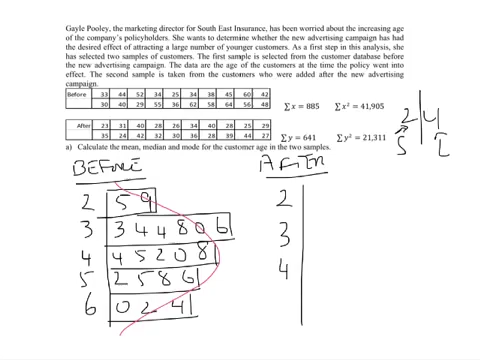 Gayle Pooley, the marketing director for South East Insurance, has been worried about the increasing age
of the company's policyholders. She wants to determine whether the new advertising campaign has had
the desired effect of attracting a large number of younger customers. As a first step in this analysis, she
has selected two samples of customers. The first sample is selected from the customer database before
the new advertising campaign. The data are the age of the customers at the time the policy went into
effect. The second sample is taken from the customers who were added after the new advertising
campaign.
Before 33 44 52 34 25 34 38 45 60 42
30 40 29 55 36 62 58 64 56 48
∑x = 885 ∑x² = 41,905
After 23 31 40 28 26 34 40 28 25 29
35 24 42 32 30 36 28 39 44 27
∑y = 641 ∑y² = 21,311
a) Calculate the mean, median and mode for the customer age in the two samples.
2 4
S L
BEFORE
2 5 9
3 3 4 4 8 0 6
4 4 5 2 0 8
5 2 5 8 6
6 0 2 4
AFTER
2
3
4